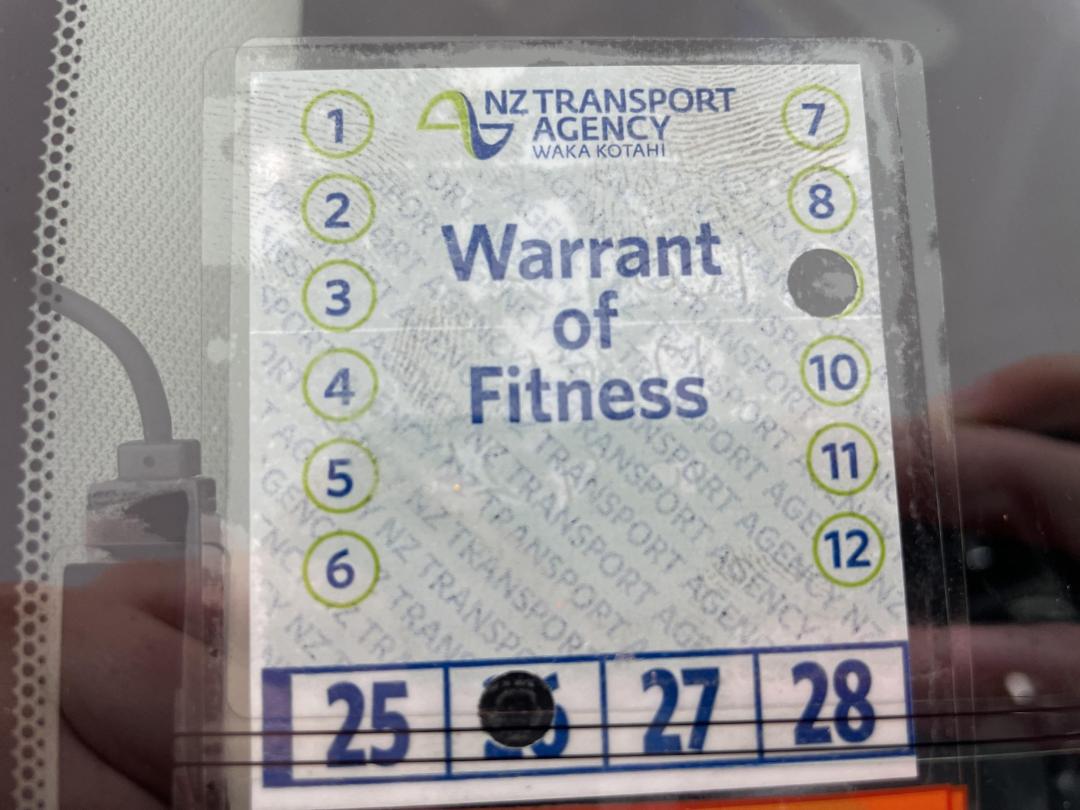 NZ TRANSPORT
AGENCY
WAKA KOTAHI
Warrant
of
Fitness
1
2
3
4
5
6
7
8
10
11
12
25
27
28